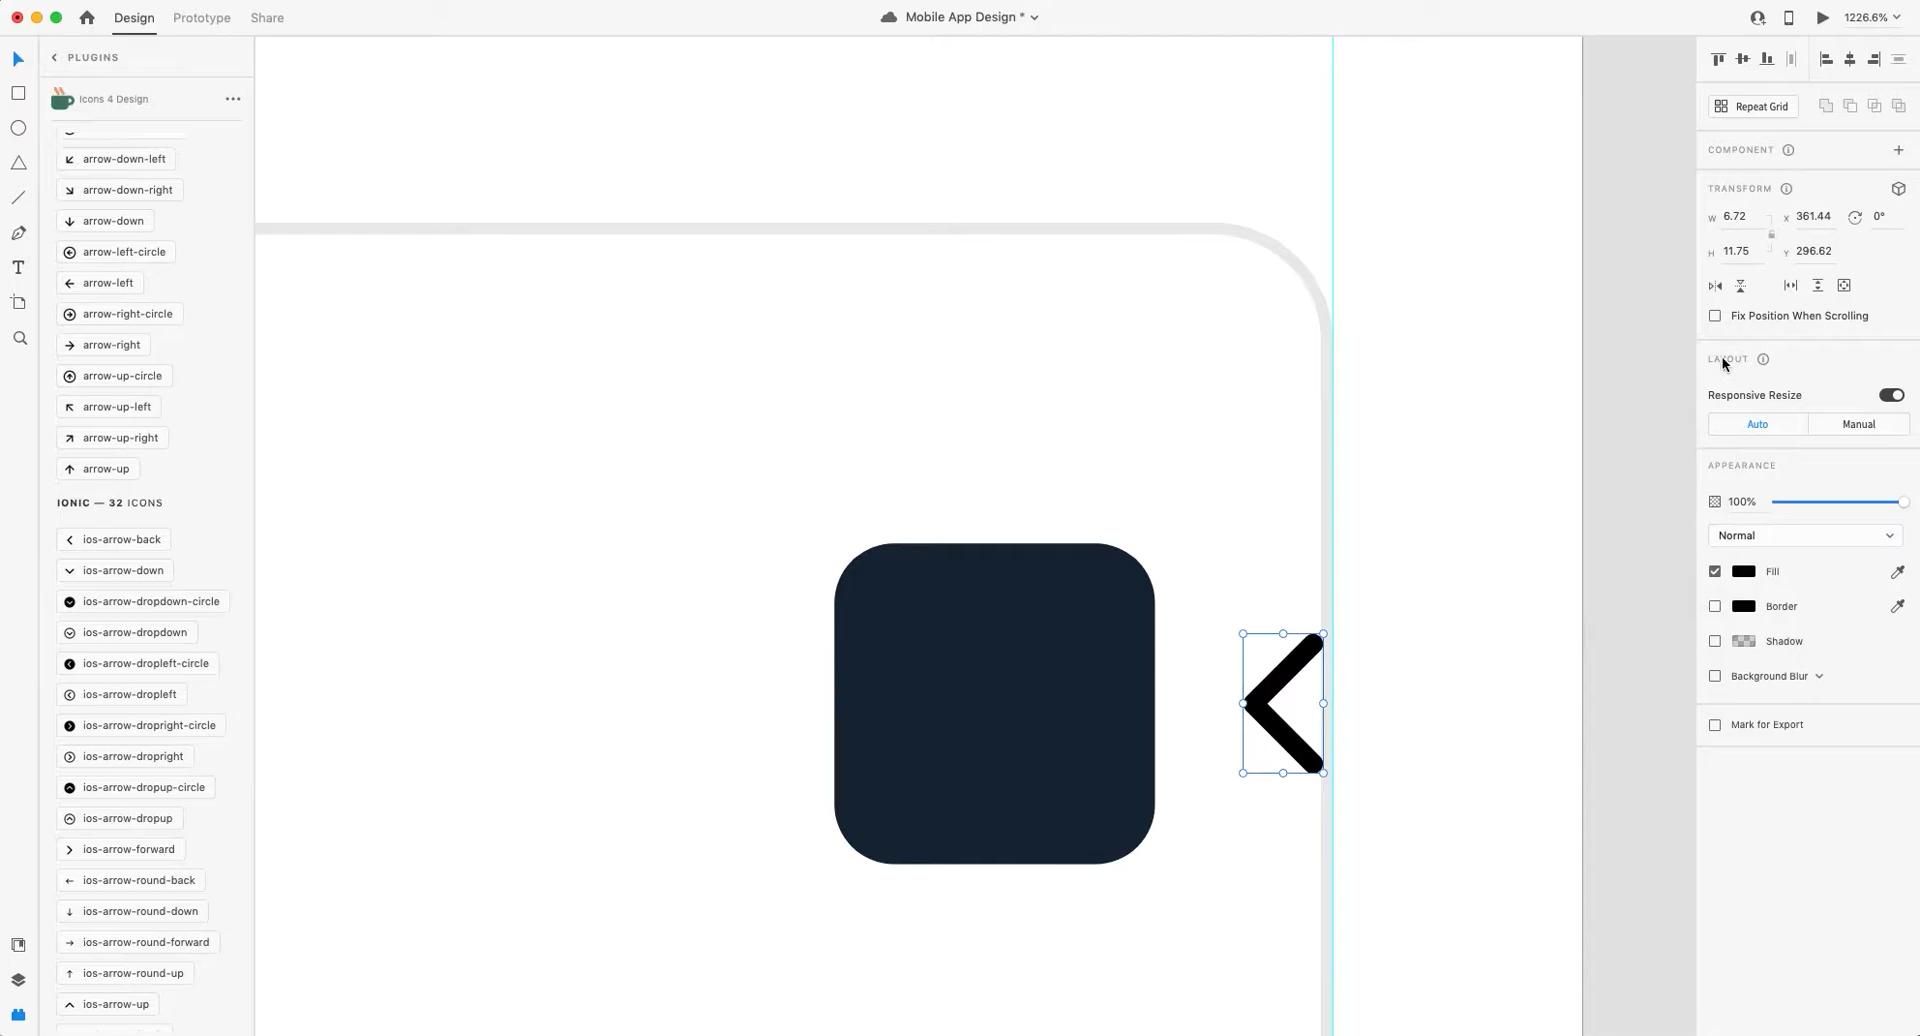 Design
Prototype
Share
Mobile App Design *
1226.6%
PLUGINS
Icons 4 Design
arrow-down-left
arrow-down-right
arrow-down
arrow-left-circle
arrow-left
arrow-right-circle
arrow-right
arrow-up-circle
arrow-up-left
arrow-up-right
arrow-up
IONIC — 32 ICONS
ios-arrow-back
ios-arrow-down
ios-arrow-dropdown-circle
ios-arrow-dropdown
ios-arrow-dropleft-circle
ios-arrow-dropleft
ios-arrow-dropright-circle
ios-arrow-dropright
ios-arrow-dropup-circle
ios-arrow-dropup
ios-arrow-forward
ios-arrow-round-back
ios-arrow-round-down
ios-arrow-round-forward
ios-arrow-round-up
ios-arrow-up
Repeat Grid
COMPONENT
TRANSFORM
W 6.72 X 361.44 0°
H 11.75 Y 296.62
Fix Position When Scrolling
LAYOUT
Responsive Resize
Auto Manual
APPEARANCE
100%
Normal
Fill
Border
Shadow
Background Blur
Mark for Export